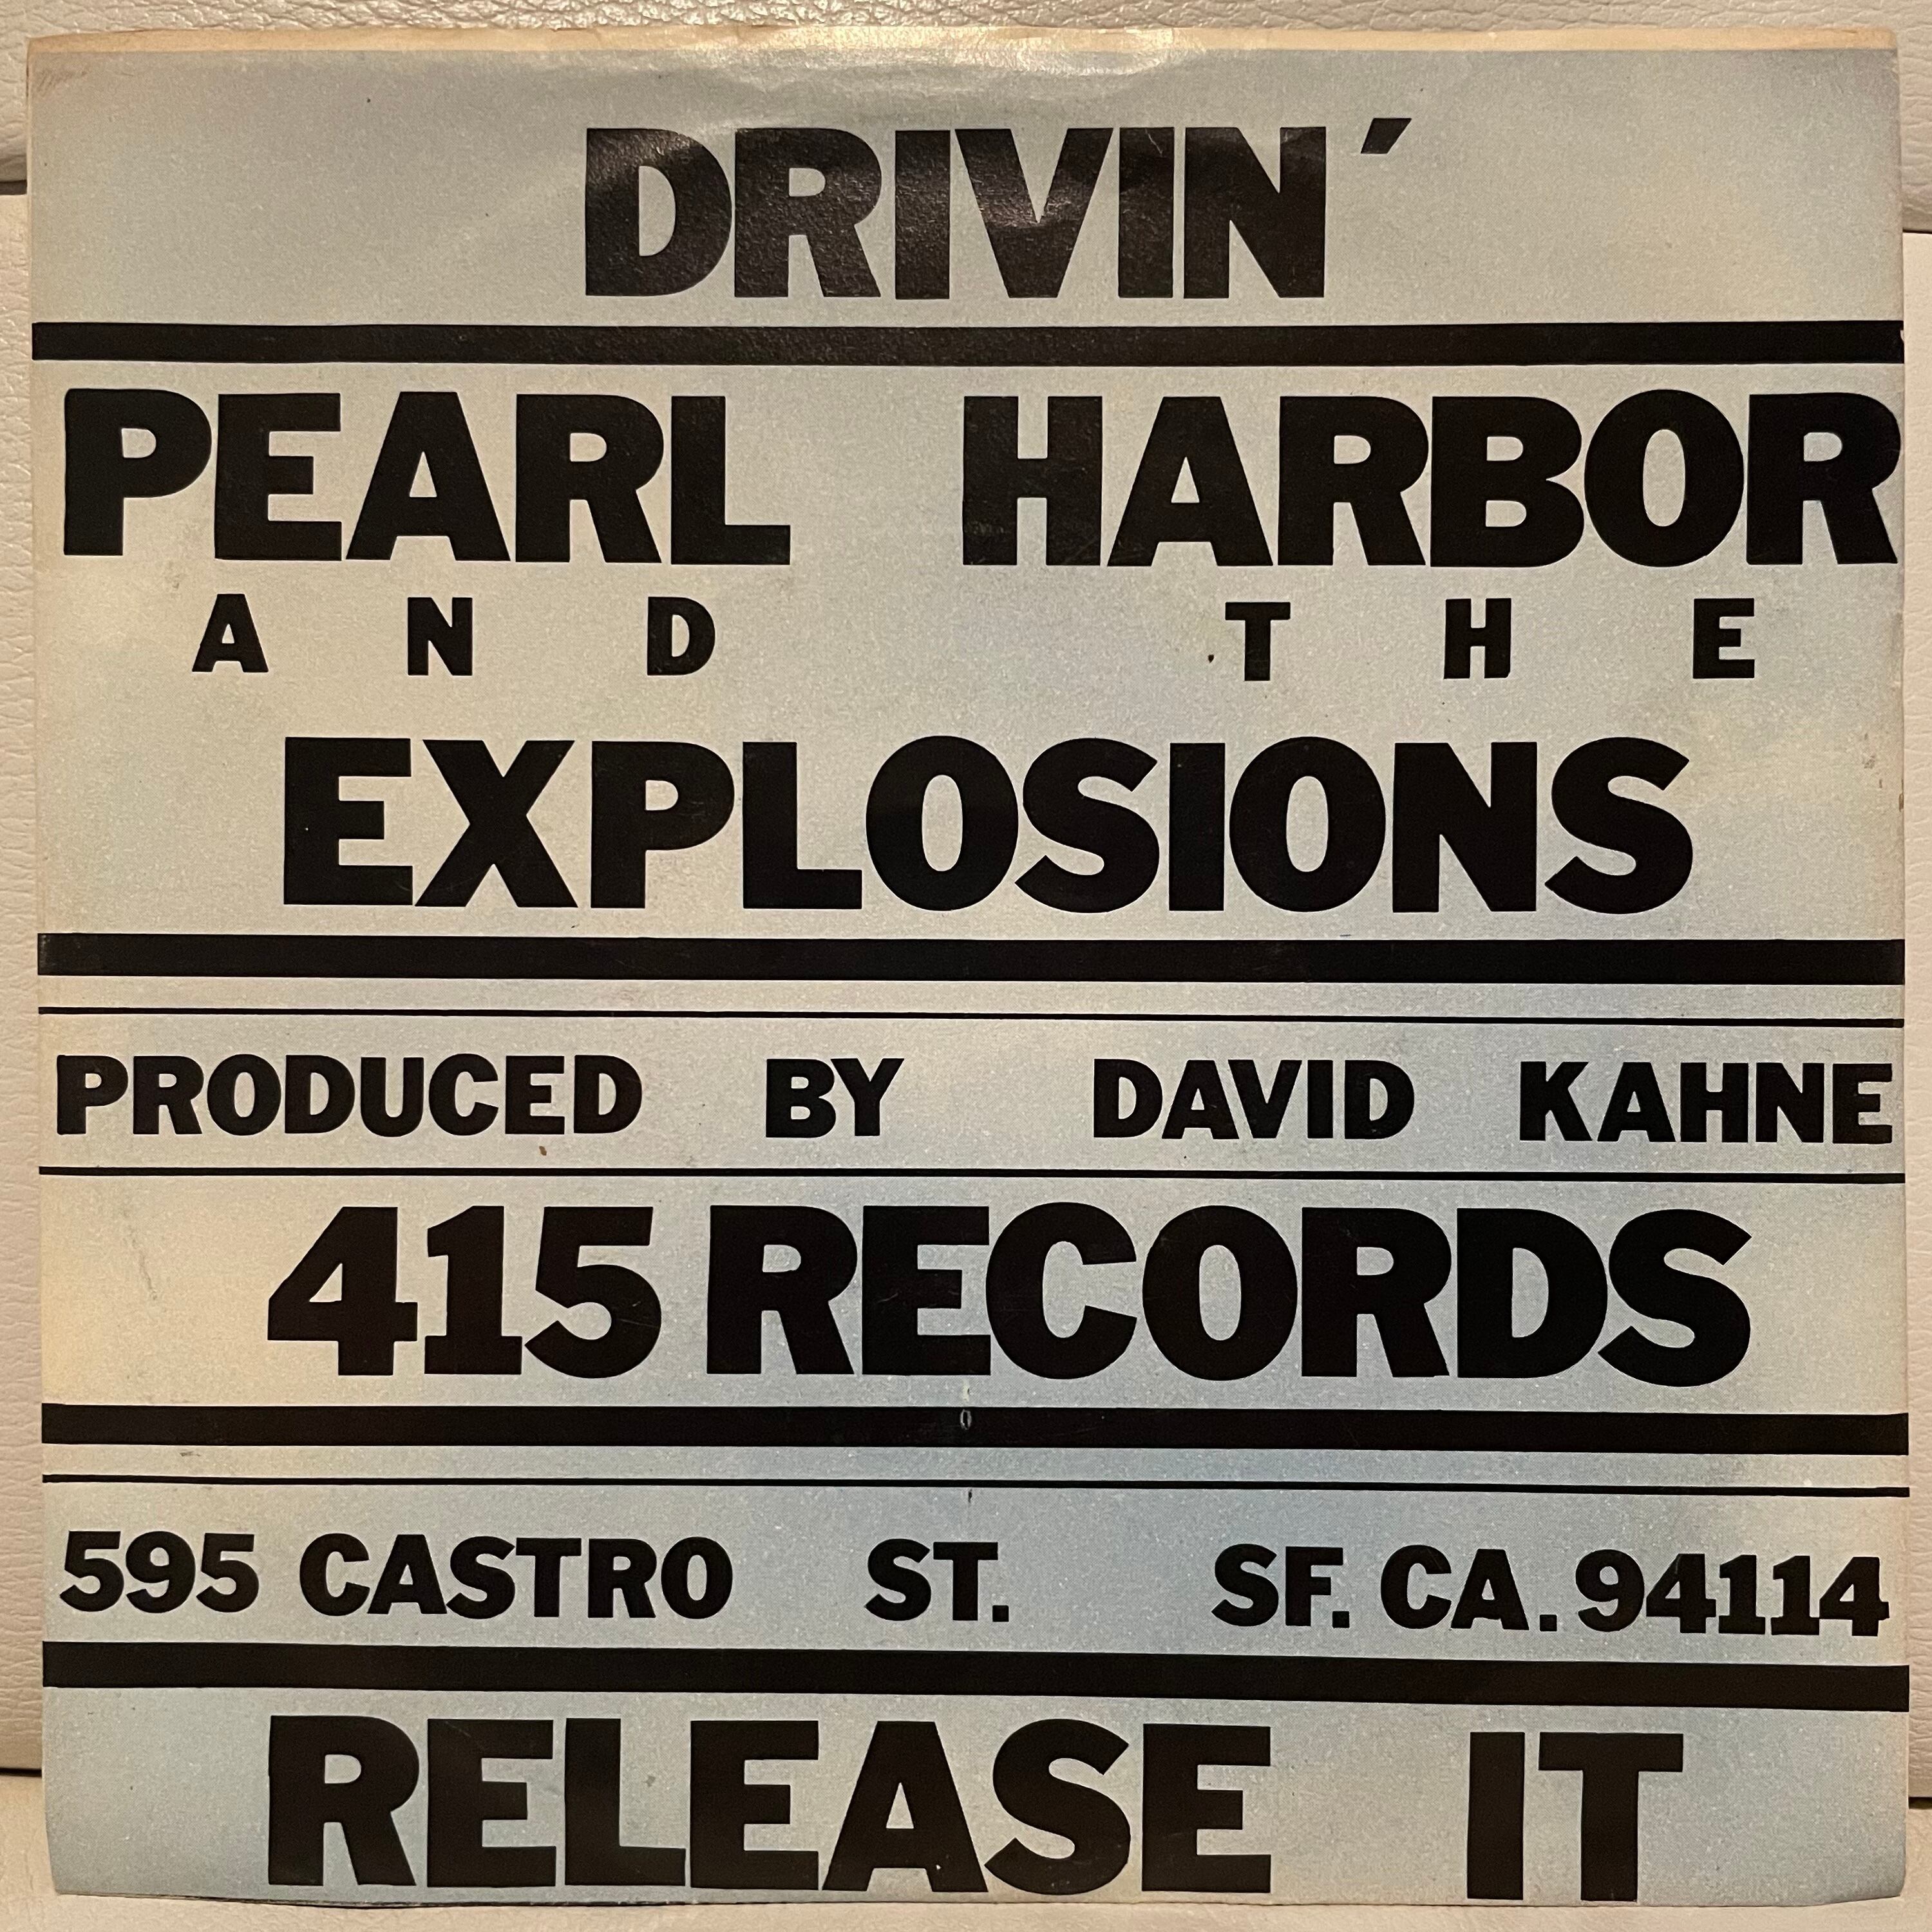 DRIVIN'
PEARL HARBOR
AND THE
EXPLOSIONS
PRODUCED BY DAVID KAHNE
415 RECORDS
595 CASTRO ST. SF. CA. 94114
RELEASE IT